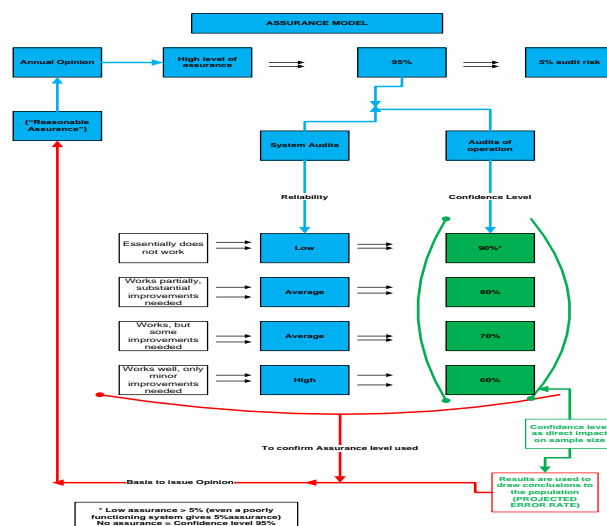 ASSURANCE MODEL
Annual Opinion
High level of
assurance
95%
5% audit risk
("Reasonable
Assurance")
System Audits
Audits of
operation
Reliability
Confidence Level
Essentially does
not work
Low
90%*
Works partially,
substantial
improvements
needed
Average
80%
Works, but
some
improvements
needed
Average
70%
Works well, only
minor
improvements
needed
High
60%
Confidence level
as direct impact
on sample size
To confirm Assurance level used
Results are used to
draw conclusions to
the population
(PROJECTED
ERROR RATE)
Basis to issue Opinion
* Low assurance > 5% (even a poorly
functioning system gives 5%assurance)
No assurance = Confidence level 95%